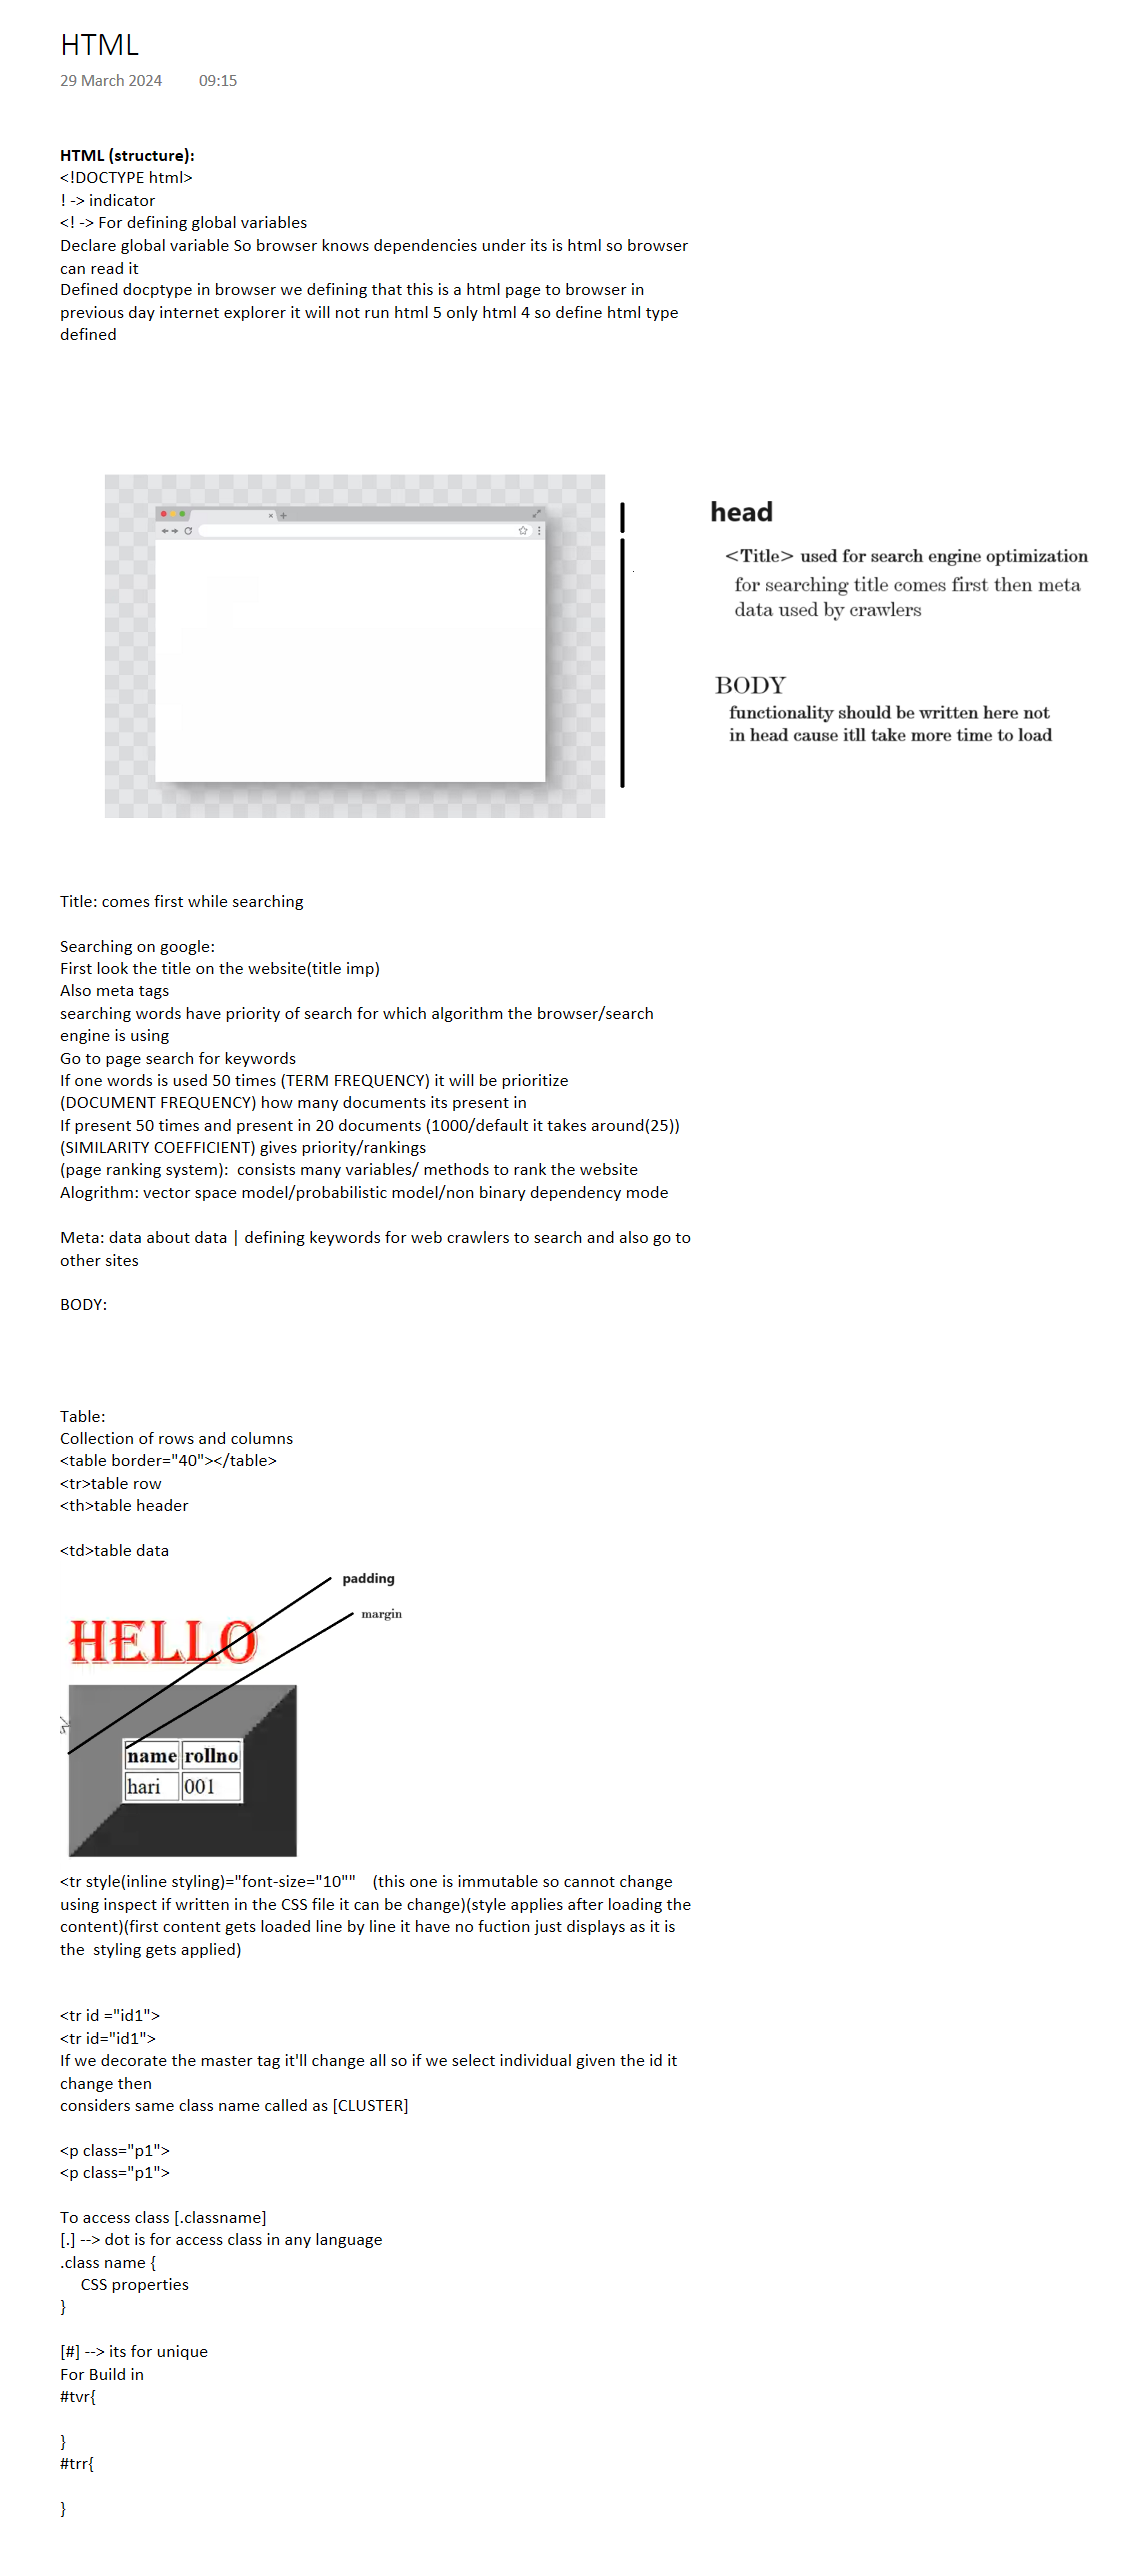 HTML
29 March 2024 09:15
HTML (structure):
<!DOCTYPE html>
! -> indicator
<! -> For defining global variables
Declare global variable So browser knows dependencies under its is html so browser
can read it
Defined docptype in browser we defining that this is a html page to browser in
previous day internet explorer it will not run html 5 only html 4 so define html type
defined
head
<Title> used for search engine optimization
for searching title comes first then meta
data used by crawlers
BODY
functionality should be written here not
in head cause itll take more time to load
Title: comes first while searching
Searching on google:
First look the title on the website(title imp)
Also meta tags
searching words have priority of search for which algorithm the browser/search
engine is using
Go to page search for keywords
If one words is used 50 times (TERM FREQUENCY) it will be prioritize
(DOCUMENT FREQUENCY) how many documents its present in
If present 50 times and present in 20 documents (1000/default it takes around(25))
(SIMILARITY COEFFICIENT) gives priority/rankings
(page ranking system):  consists many variables/ methods to rank the website
Alogrithm: vector space model/probabilistic model/non binary dependency mode
Meta: data about data | defining keywords for web crawlers to search and also go to
other sites
BODY:
Table:
Collection of rows and columns
<table border="40"></table>
<tr>table row
<th>table header
<td>table data
padding
margin
HELLO
name rollno
hari 001
<tr style(inline styling)="font-size="10""    (this one is immutable so cannot change
using inspect if written in the CSS file it can be change)(style applies after loading the
content)(first content gets loaded line by line it have no fuction just displays as it is
the  styling gets applied)
<tr id ="id1">
<tr id="id1">
If we decorate the master tag it'll change all so if we select individual given the id it
change then
considers same class name called as [CLUSTER]
<p class="p1">
<p class="p1">
To access class [.classname]
[.] --> dot is for access class in any language
.class name {
CSS properties
}
[#] --> its for unique
For Build in
#tvr{
}
#trr{
}